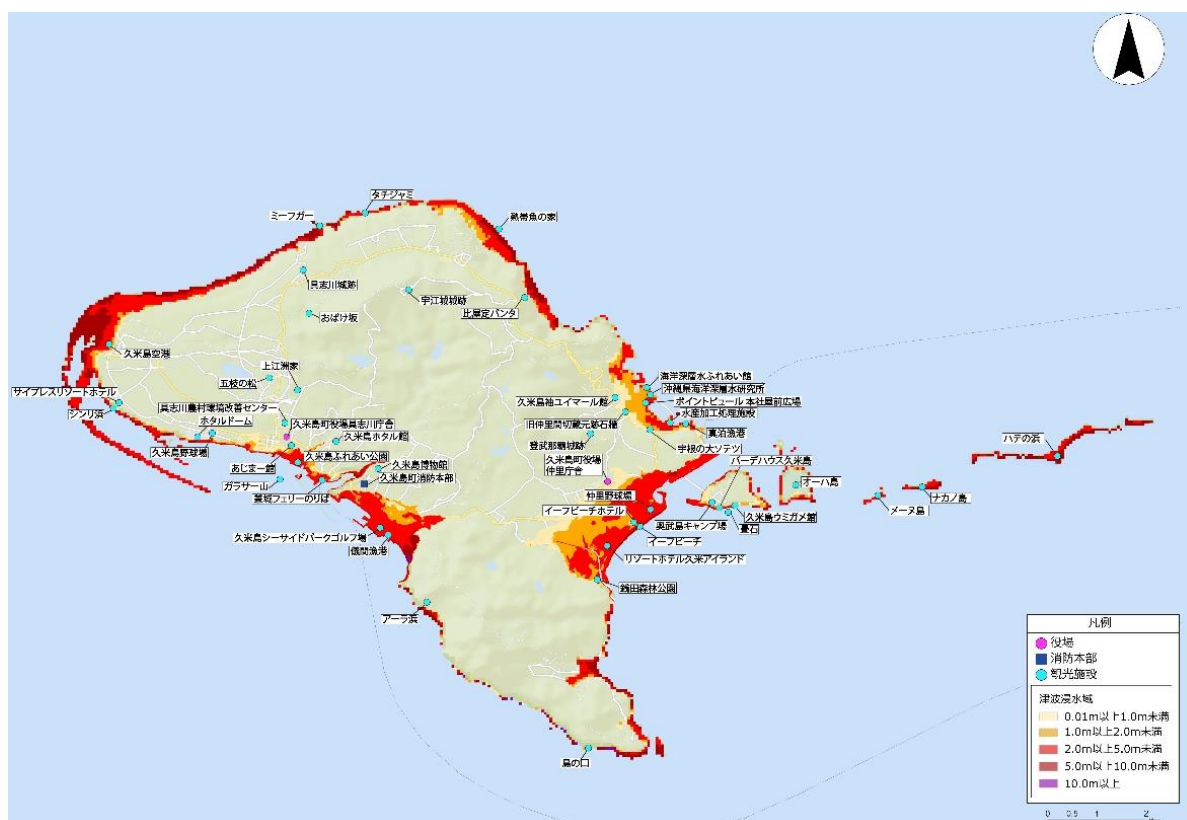 タチジャミ
ミーフガー
熱帯魚の家
具志川城跡
宇江城城跡
比屋定バンタ
おばけ坂
久米島空港
上江洲家
五枝の松
サイプレスリゾートホテル
シンリ浜
具志川農村環境改善センター
ホタルドーム
久米島町役場具志川庁舎
久米島ホタル館
久米島野球場
久米島ふれあい公園
あじまー館
ガラサー山
兼城フェリーのりば
久米島博物館
久米島町消防本部
海洋深層水ふれあい館
沖縄県海洋深層水研究所
久米島紬ユイマール館
ポイントピュール 本社屋前広場
水産加工処理施設
旧仲里間切蔵元跡石牆
真泊漁港
登武那覇城跡
宇根の大ソテツ
久米島町役場
仲里庁舎
バーデハウス久米島
オーハ島
ハテの浜
仲里野球場
イーフビーチホテル
奥武島キャンプ場
久米島ウミガメ館
畳石
メーヌ島
ナカノ島
イーフビーチ
久米島シーサイドパークゴルフ場
儀間漁港
リゾートホテル久米アイランド
銭田森林公園
アーラ浜
島の口
凡例
役場
消防本部
観光施設
津波浸水域
0.01m以上1.0m未満
1.0m以上2.0m未満
2.0m以上5.0m未満
5.0m以上10.0m未満
10.0m以上
0 0.5 1 2